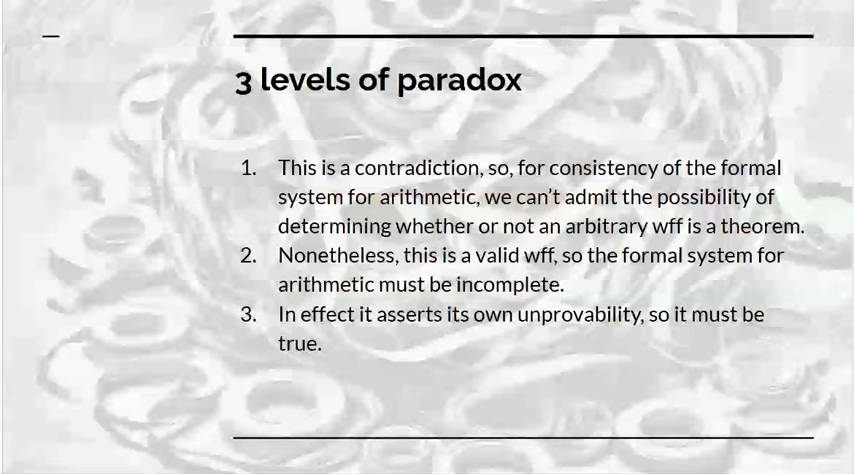 3 levels of paradox
1. This is a contradiction, so, for consistency of the formal
system for arithmetic, we can’t admit the possibility of
determining whether or not an arbitrary wff is a theorem.
2. Nonetheless, this is a valid wff, so the formal system for
arithmetic must be incomplete.
3. In effect it asserts its own unprovability, so it must be
true.